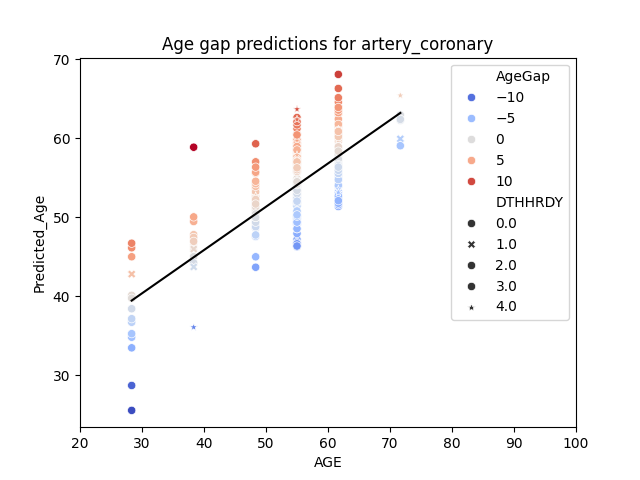 Age gap predictions for artery_coronary
70
60
50
40
30
Predicted_Age
20 30 40 50 60 70 80 90 100
AGE
AgeGap
−10
−5
0
5
10
DTHHRDY
0.0
1.0
2.0
3.0
4.0